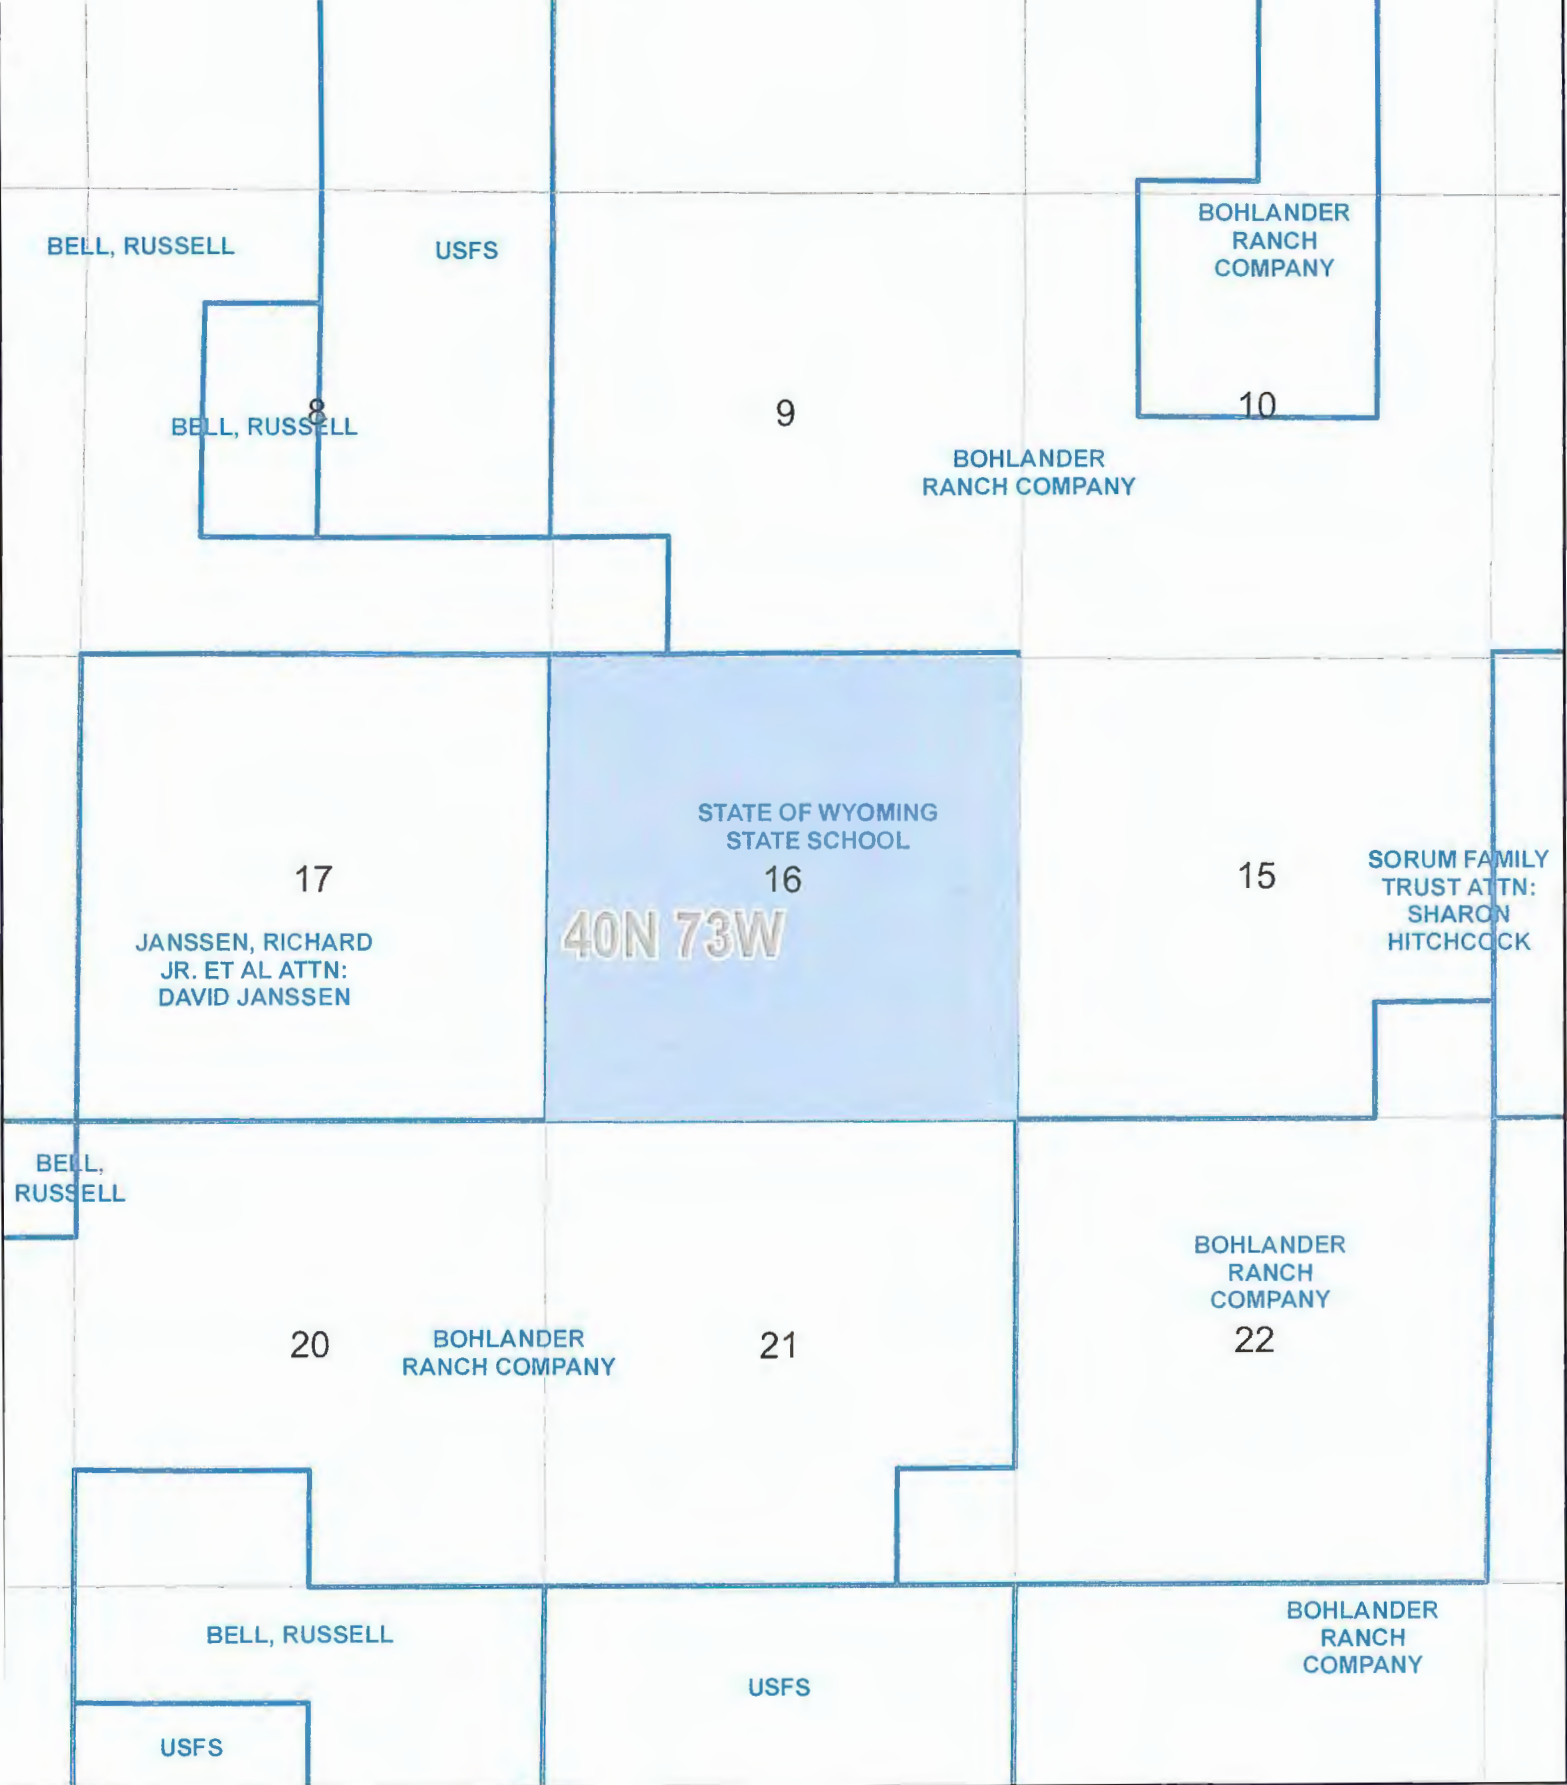 BELL, RUSSELL
USFS
BOHLANDER
RANCH
COMPANY
8
BELL, RUSSELL
9
10
BOHLANDER
RANCH COMPANY
STATE OF WYOMING
STATE SCHOOL
17
16
15
SORUM FAMILY
TRUST ATTN:
SHARON
HITCHCOCK
40N 73W
JANSSEN, RICHARD
JR. ET AL ATTN:
DAVID JANSSEN
BELL,
RUSSELL
BOHLANDER
RANCH
COMPANY
20
BOHLANDER
RANCH COMPANY
21
22
BELL, RUSSELL
BOHLANDER
RANCH
COMPANY
USFS
USFS